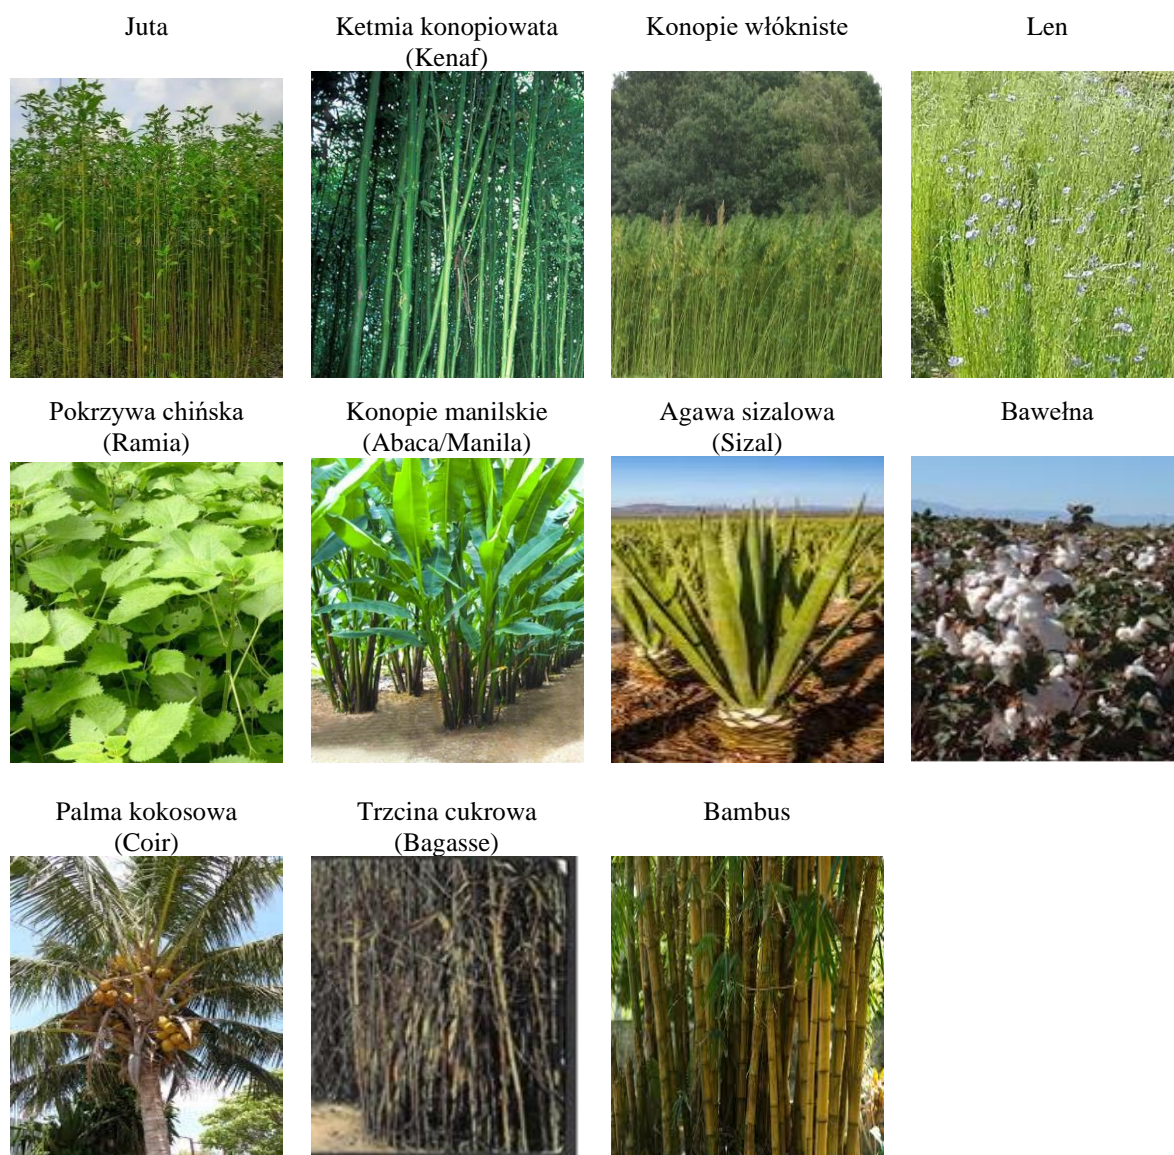 Juta
Ketmia konopiowata
(Kenaf)
Konopie włókniste
Len
Pokrzywa chińska
(Ramia)
Konopie manilskie
(Abaca/Manila)
Agawa sizalowa
(Sizal)
Bawełna
Palma kokosowa
(Coir)
Trzcina cukrowa
(Bagasse)
Bambus